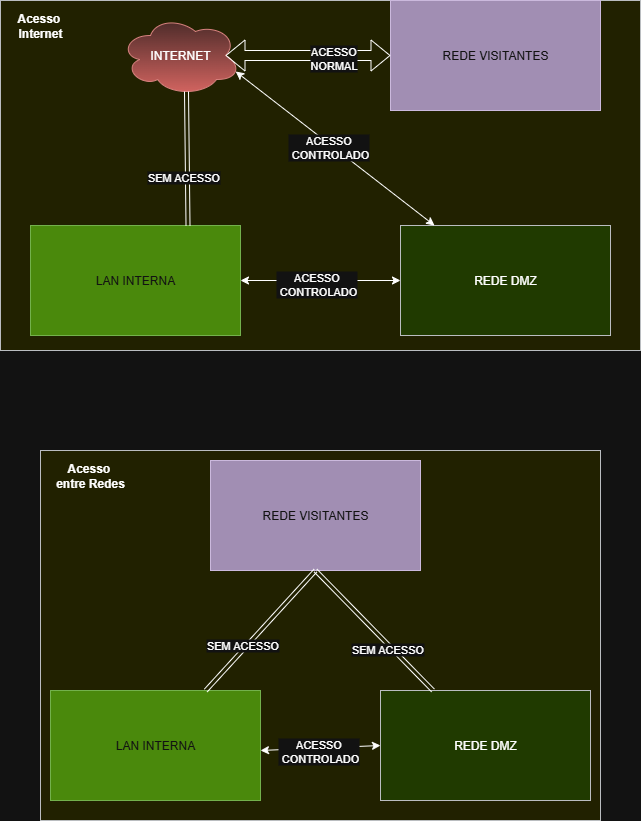 Acesso
Internet
INTERNET
ACESSO
NORMAL
REDE VISITANTES
ACESSO
CONTROLADO
SEM ACESSO
LAN INTERNA
ACESSO
CONTROLADO
REDE DMZ
Acesso
entre Redes
REDE VISITANTES
SEM ACESSO
SEM ACESSO
LAN INTERNA
ACESSO
CONTROLADO
REDE DMZ